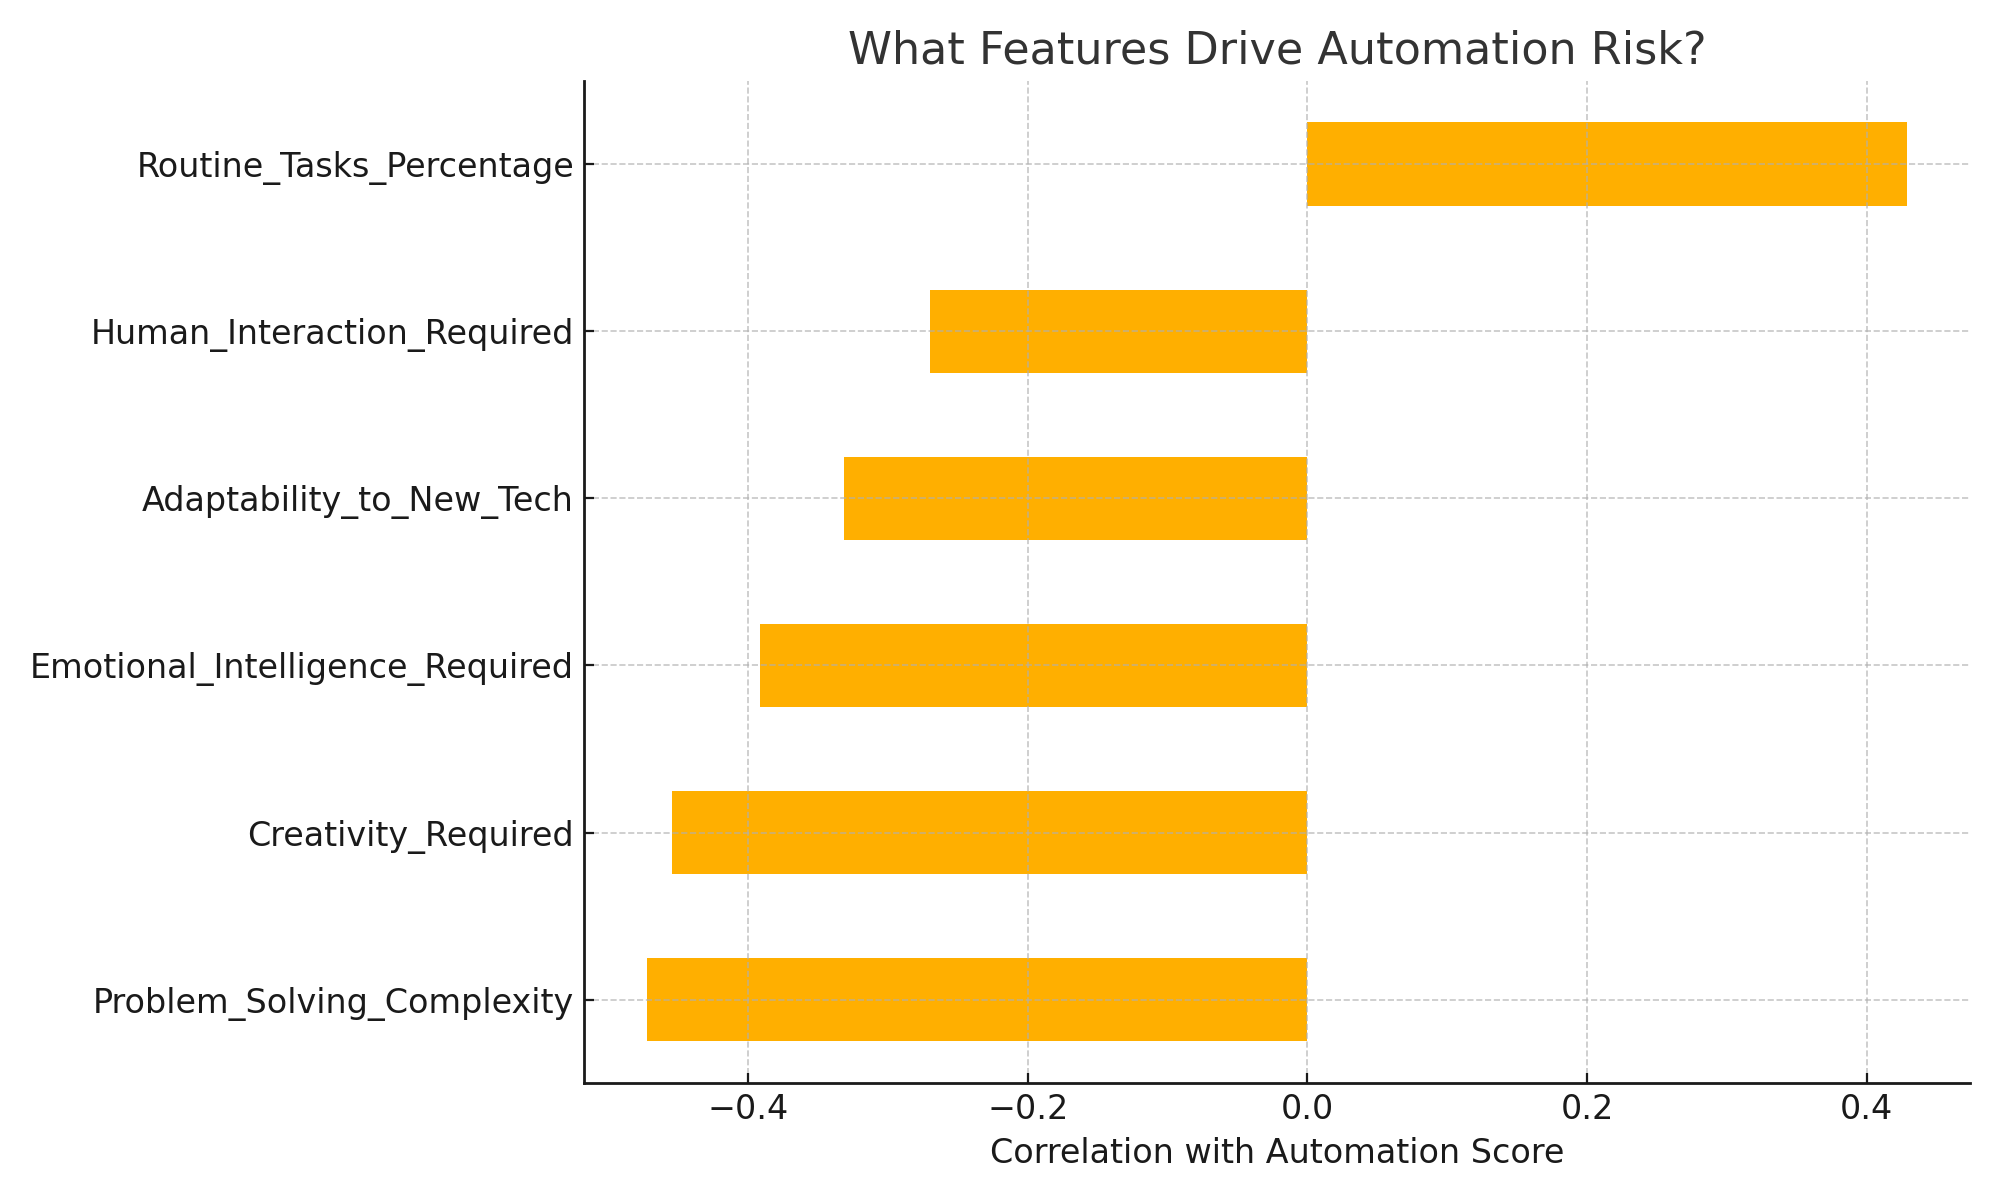 What Features Drive Automation Risk?
Routine_Tasks_Percentage
Human_Interaction_Required
Adaptability_to_New_Tech
Emotional_Intelligence_Required
Creativity_Required
Problem_Solving_Complexity
−0.4 −0.2 0.0 0.2 0.4
Correlation with Automation Score